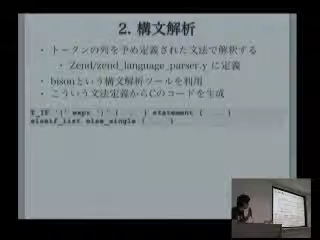 2. 構文解析
・ トークンの列を予め定義された文法で解釈する
・ Zend/zend_language_parser.y に定義
・ bisonという構文解析ツールを利用
・ こういう文法定義からCのコードを生成
T_IF '(' expr ')' { ... } statement { ... }
elseif_list else_single { ... }